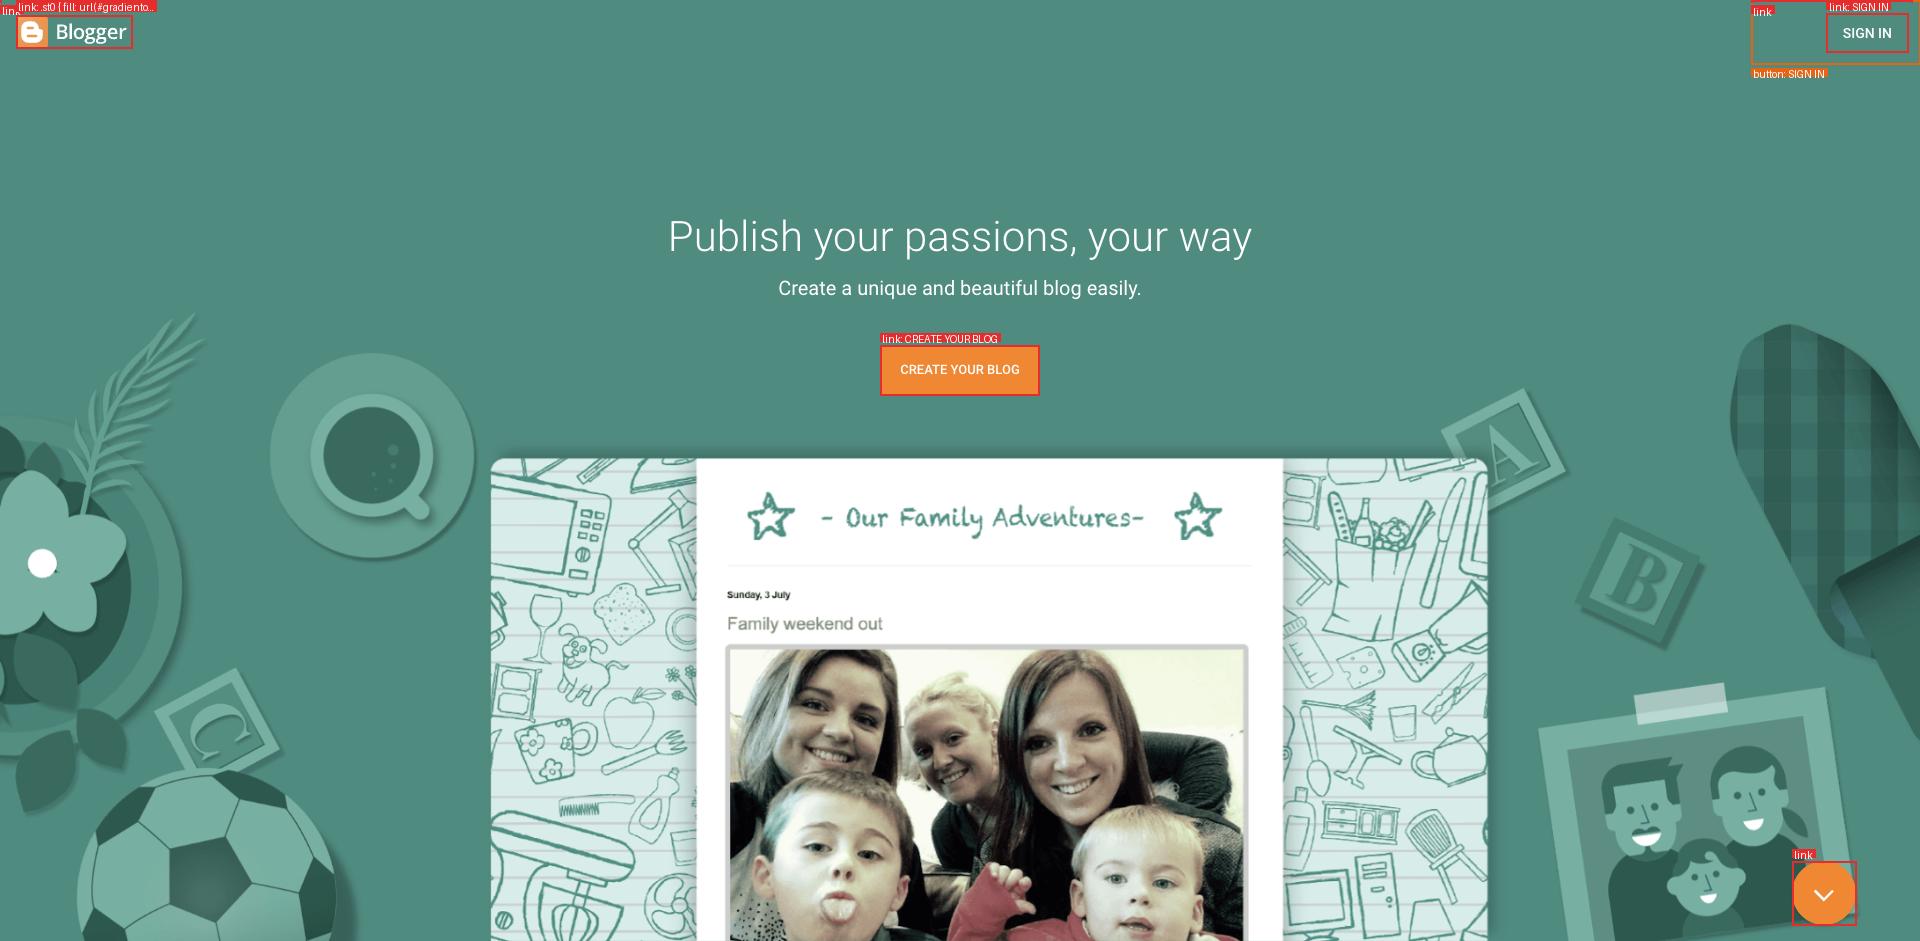 link: .st0 { fill: url(#gradiento...
link
Blogger
link
link: SIGN IN
SIGN IN
button: SIGN IN
Publish your passions, your way
Create a unique and beautiful blog easily.
link: CREATE YOUR BLOG
CREATE YOUR BLOG
A
- Our Family Adventures-
B
Sunday, 3 July
Family weekend out
C
link